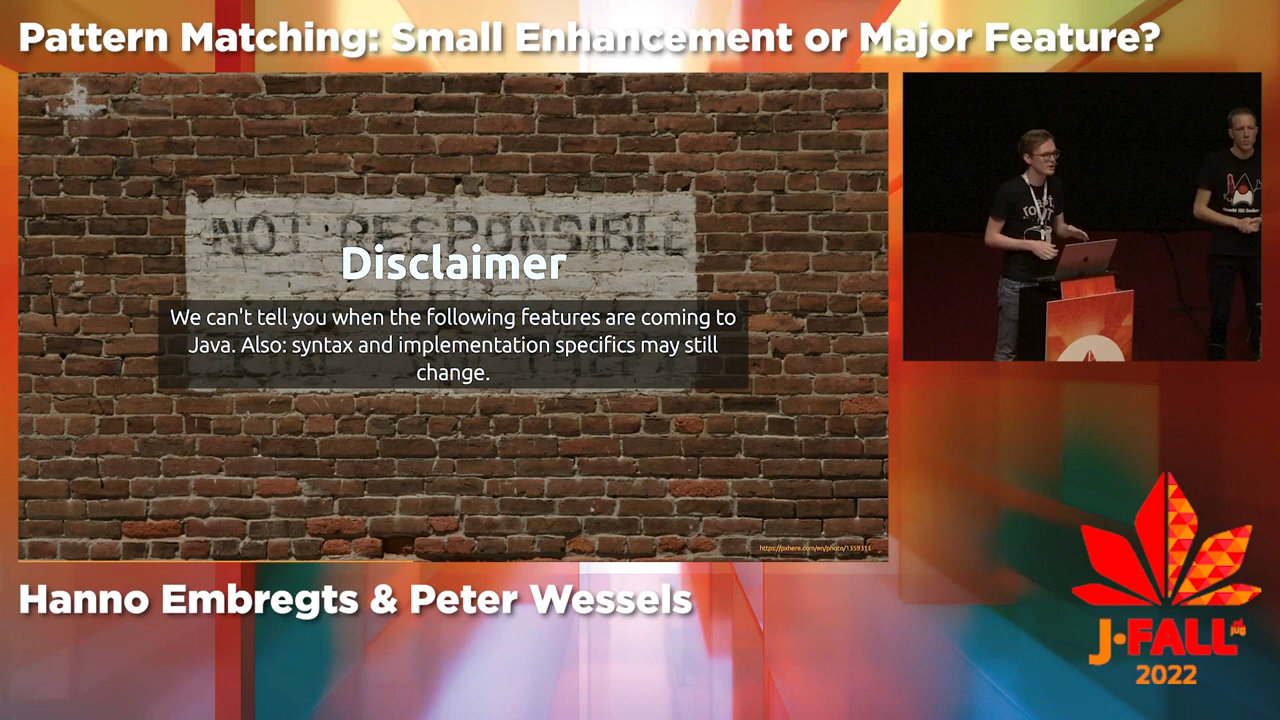 Pattern Matching: Small Enhancement or Major Feature?
NOT RESPONSIBLE
Disclaimer
We can't tell you when the following features are coming to
Java. Also: syntax and implementation specifics may still
change.
https://pxhere.com/en/photo/1359311
Hanno Embregts & Peter Wessels
J-FALL
nl
jug
2022